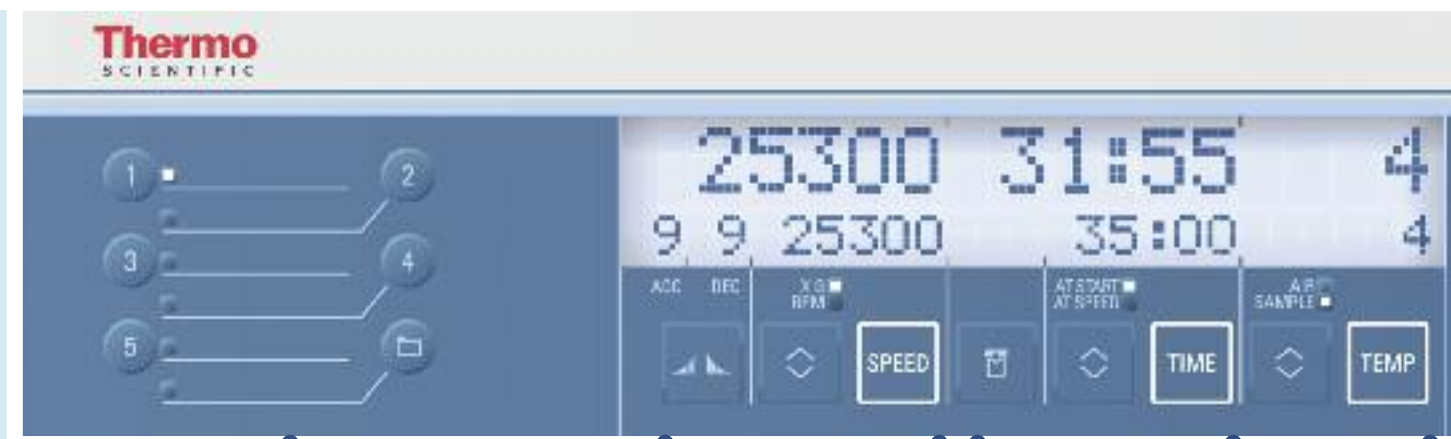 Thermo
SCIENTIFIC
25300 31:55 4
9 9 25300 35:00 4
ACC DEC X G AT START AIR
RPM AT SPEED SAMPLE
1 2
3 4
5
SPEED TIME TEMP